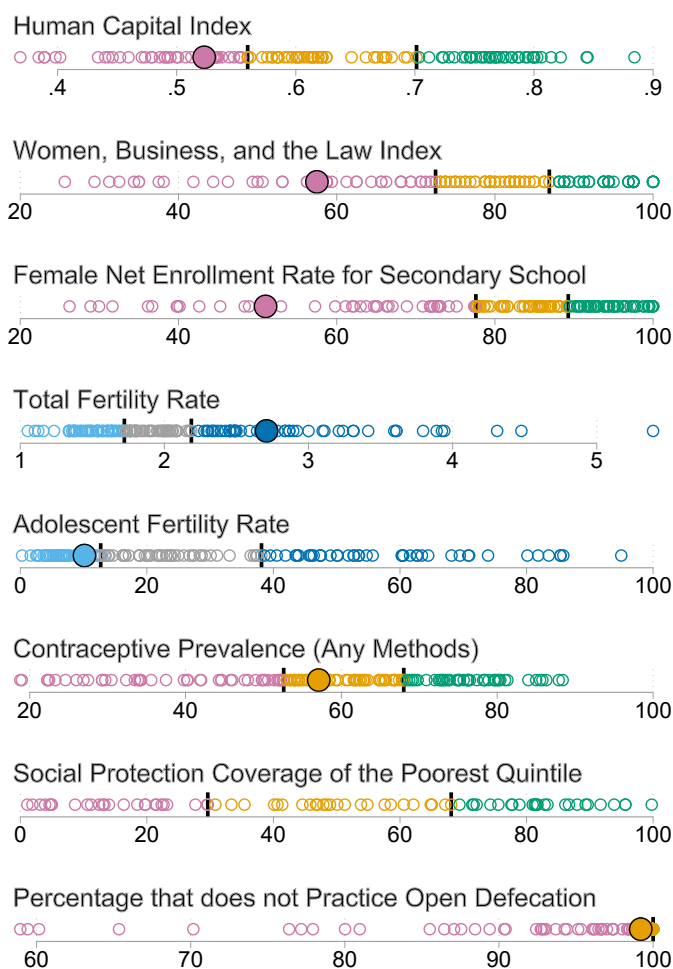 Human Capital Index
.4 .5 .6 .7 .8 .9
Women, Business, and the Law Index
20 40 60 80 100
Female Net Enrollment Rate for Secondary School
20 40 60 80 100
Total Fertility Rate
1 2 3 4 5
Adolescent Fertility Rate
0 20 40 60 80 100
Contraceptive Prevalence (Any Methods)
20 40 60 80 100
Social Protection Coverage of the Poorest Quintile
0 20 40 60 80 100
Percentage that does not Practice Open Defecation
60 70 80 90 100